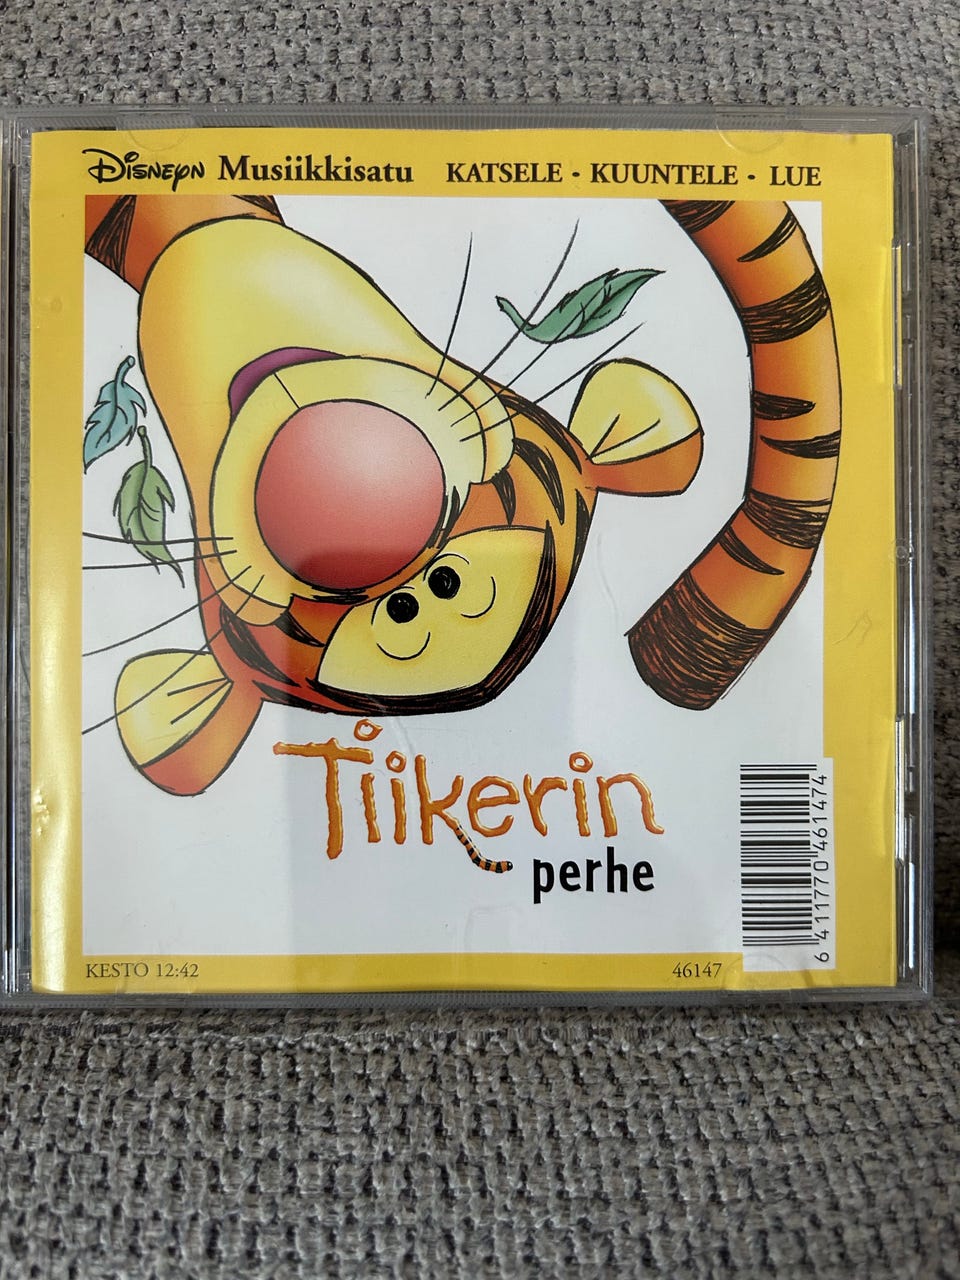 Disneyn Musiikkisatu KATSELE · KUUNTELE · LUE
Tiikerin
perhe
6 411770 461474
KESTO 12:42 46147